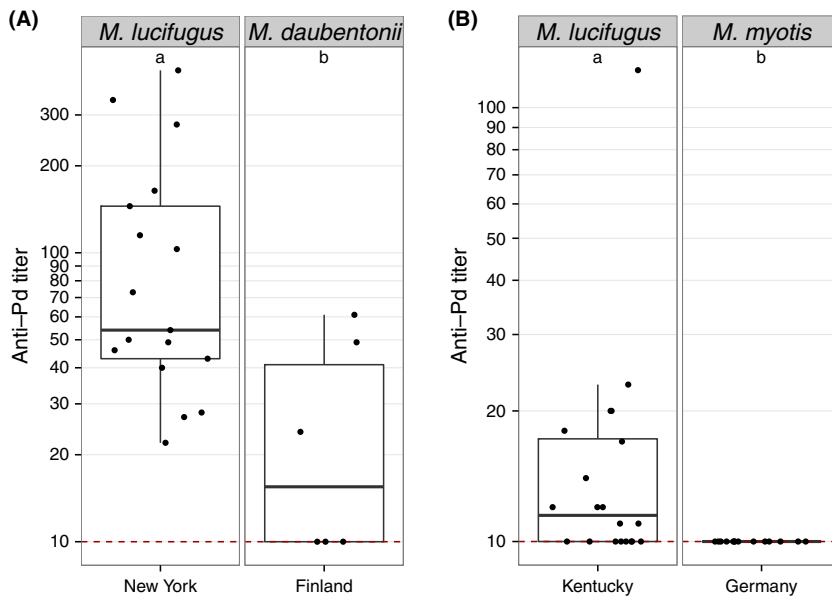 (A)
M. lucifugus
M. daubentonii
a
b
300
200
100
90
80
70
60
50
40
30
20
10
Anti–Pd titer
New York
Finland
(B)
M. lucifugus
M. myotis
a
b
100
90
80
70
60
50
40
30
20
10
Anti–Pd titer
Kentucky
Germany